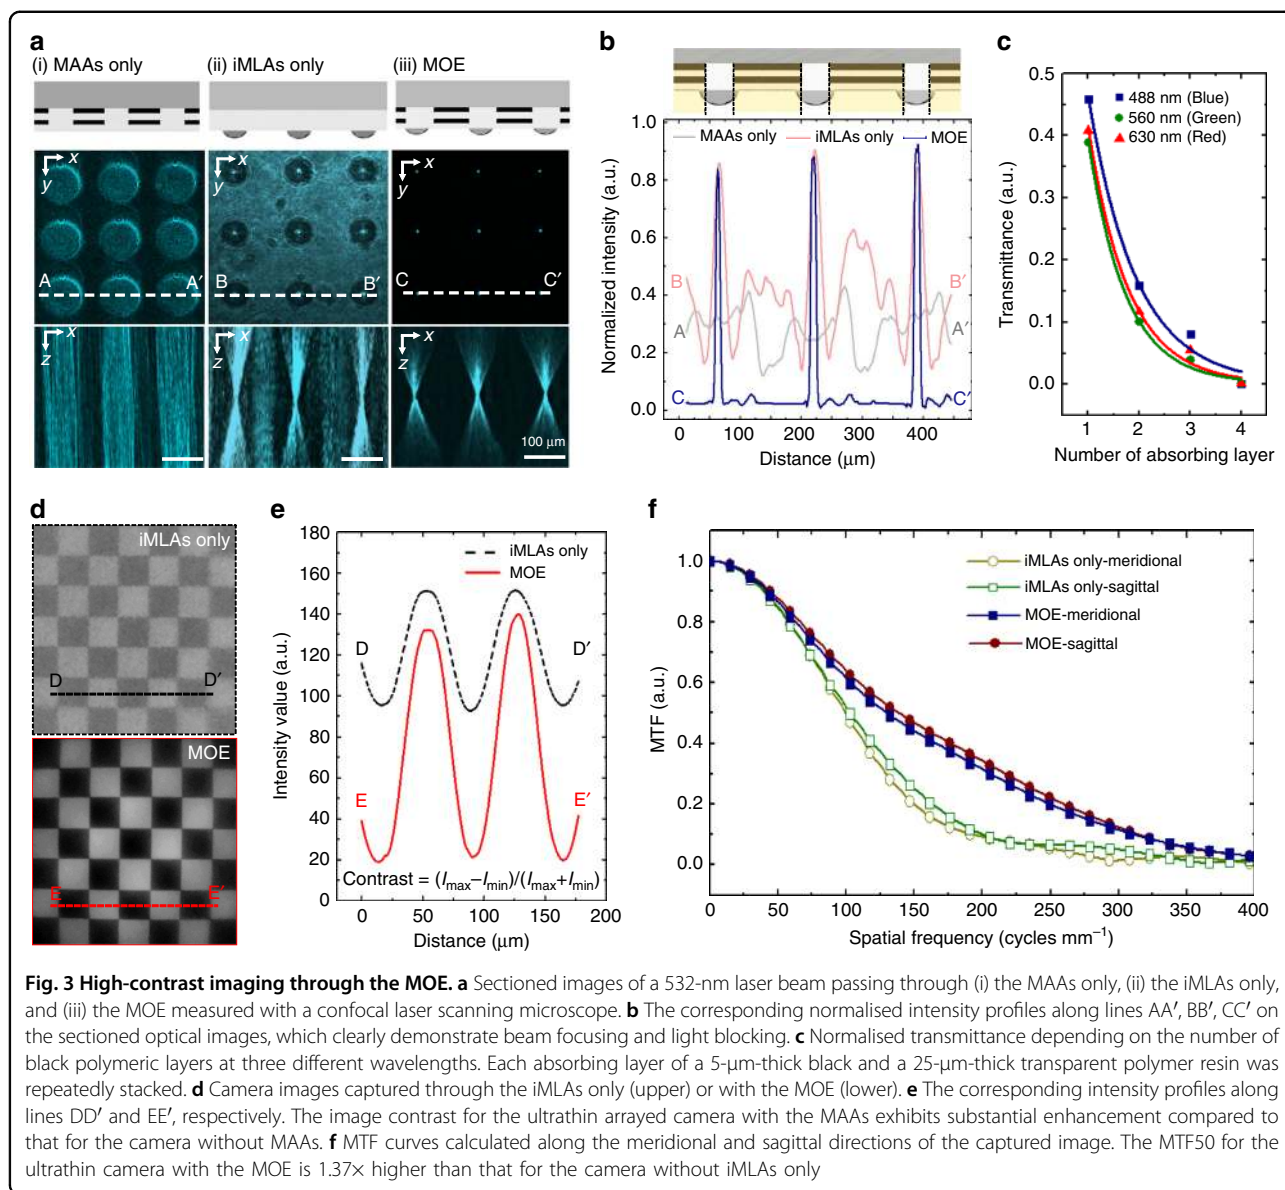 a
(i) MAAs only
(ii) iMLAs only
(iii) MOE
x
y
A
A′
x
y
B
B′
x
y
C
C′
x
z
x
z
x
z
100 μm
b
MAAs only
iMLAs only
MOE
Normalized intensity (a.u.)
1.0
0.8
0.6
0.4
0.2
0.0
B
B′
A
A′
C
C′
0
100
200
300
400
Distance (μm)
c
488 nm (Blue)
560 nm (Green)
630 nm (Red)
Transmittance (a.u.)
0.5
0.4
0.3
0.2
0.1
0.0
1
2
3
4
Number of absorbing layer
d
iMLAs only
D
D′
MOE
E
E′
e
iMLAs only
MOE
Intensity value (a.u.)
180
160
140
120
100
80
60
40
20
0
D
D′
E
E′
Contrast = (Imax−Imin)/(Imax+Imin)
0
50
100
150
200
Distance (μm)
f
iMLAs only-meridional
iMLAs only-sagittal
MOE-meridional
MOE-sagittal
MTF (a.u.)
1.0
0.8
0.6
0.4
0.2
0.0
0
50
100
150
200
250
300
350
400
Spatial frequency (cycles mm−1)
Fig. 3 High-contrast imaging through the MOE. a Sectioned images of a 532-nm laser beam passing through (i) the MAAs only, (ii) the iMLAs only,
and (iii) the MOE measured with a confocal laser scanning microscope. b The corresponding normalised intensity profiles along lines AA′, BB′, CC′ on
the sectioned optical images, which clearly demonstrate beam focusing and light blocking. c Normalised transmittance depending on the number of
black polymeric layers at three different wavelengths. Each absorbing layer of a 5-μm-thick black and a 25-μm-thick transparent polymer resin was
repeatedly stacked. d Camera images captured through the iMLAs only (upper) or with the MOE (lower). e The corresponding intensity profiles along
lines DD′ and EE′, respectively. The image contrast for the ultrathin arrayed camera with the MAAs exhibits substantial enhancement compared to
that for the camera without MAAs. f MTF curves calculated along the meridional and sagittal directions of the captured image. The MTF50 for the
ultrathin camera with the MOE is 1.37× higher than that for the camera without iMLAs only